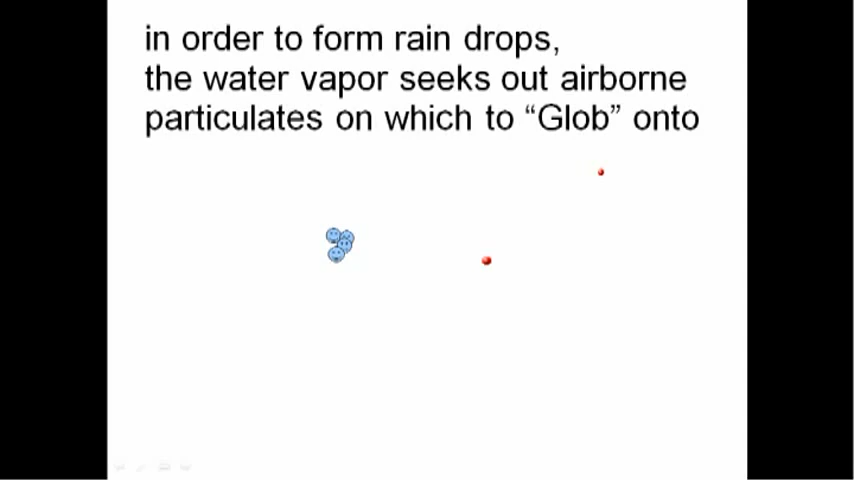 in order to form rain drops,
the water vapor seeks out airborne
particulates on which to “Glob” onto